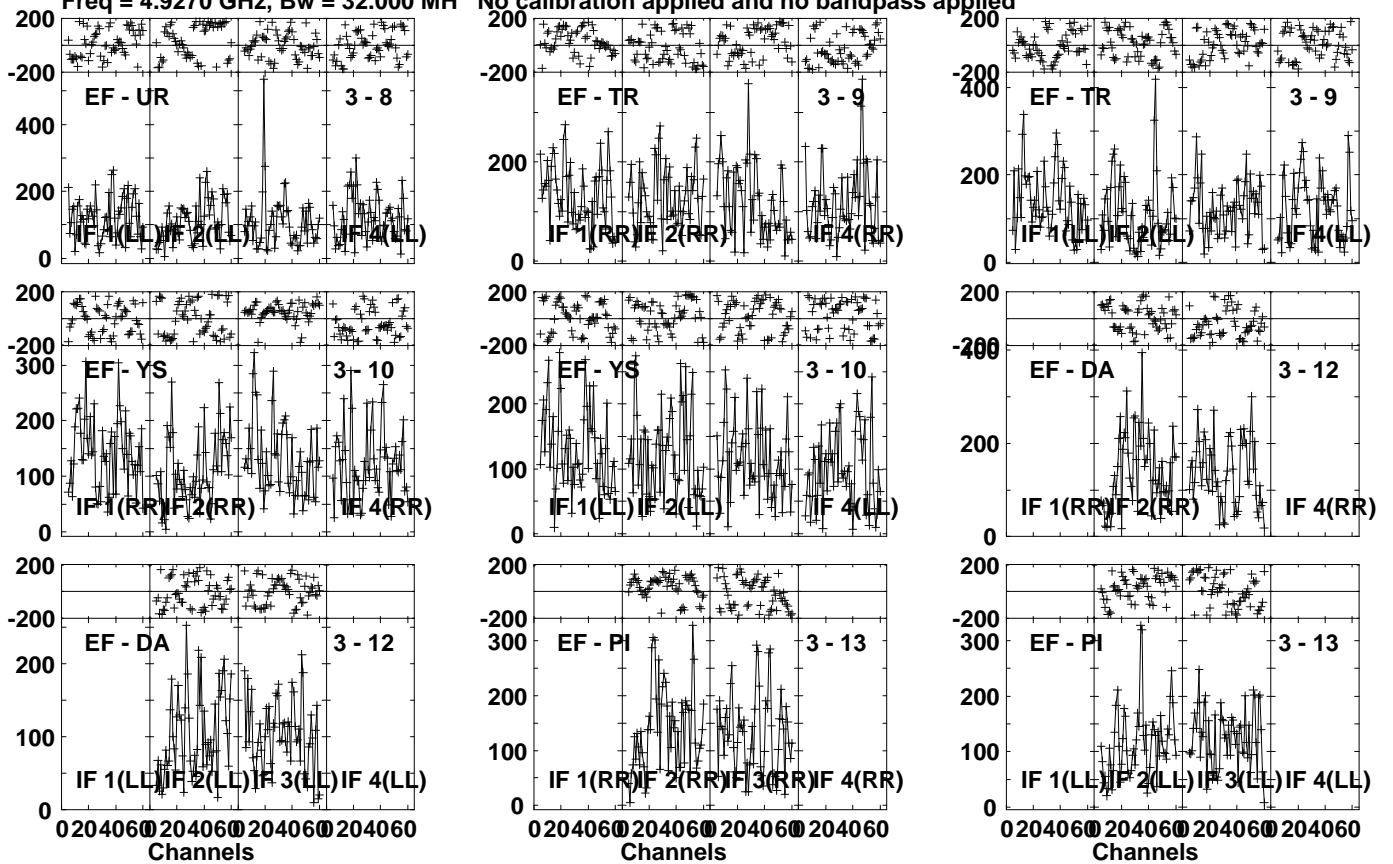 Freq = 4.9270 GHz, Bw = 32.000 MH No calibration applied and no bandpass applied
200
-200
EF - UR 3 - 8
400
200
0
IF 1(LL) IF 2(LL) IF 4(LL)
200
-200
EF - TR 3 - 9
200
0
IF 1(RR) IF 2(RR) IF 4(RR)
200
-200
400
EF - TR 3 - 9
200
0
IF 1(LL) IF 2(LL) IF 4(LL)
200
-200
300
EF - YS 3 - 10
200
100
0
IF 1(RR) IF 2(RR) IF 4(RR)
200
-200
EF - YS 3 - 10
200
100
0
IF 1(LL) IF 2(LL) IF 4(LL)
200
-200
400
EF - DA 3 - 12
200
0
IF 1(RR) IF 2(RR) IF 4(RR)
200
-200
EF - DA 3 - 12
200
100
0
IF 1(LL) IF 2(LL) IF 3(LL) IF 4(LL)
0 20 40 60 0 20 40 60 0 20 40 60 0 20 40 60
Channels
200
-200
300
EF - PI 3 - 13
200
100
0
IF 1(RR) IF 2(RR) IF 3(RR) IF 4(RR)
0 20 40 60 0 20 40 60 0 20 40 60 0 20 40 60
Channels
200
-200
300
EF - PI 3 - 13
200
100
0
IF 1(LL) IF 2(LL) IF 3(LL) IF 4(LL)
0 20 40 60 0 20 40 60 0 20 40 60 0 20 40 60
Channels